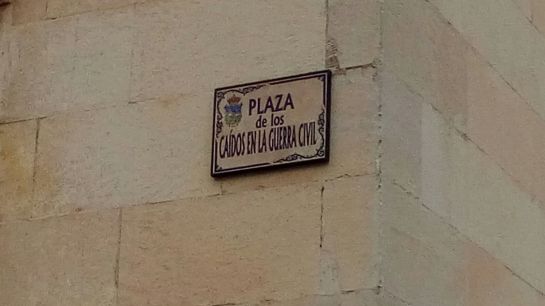 PLAZA
de los
CAÍDOS EN LA GUERRA CIVIL